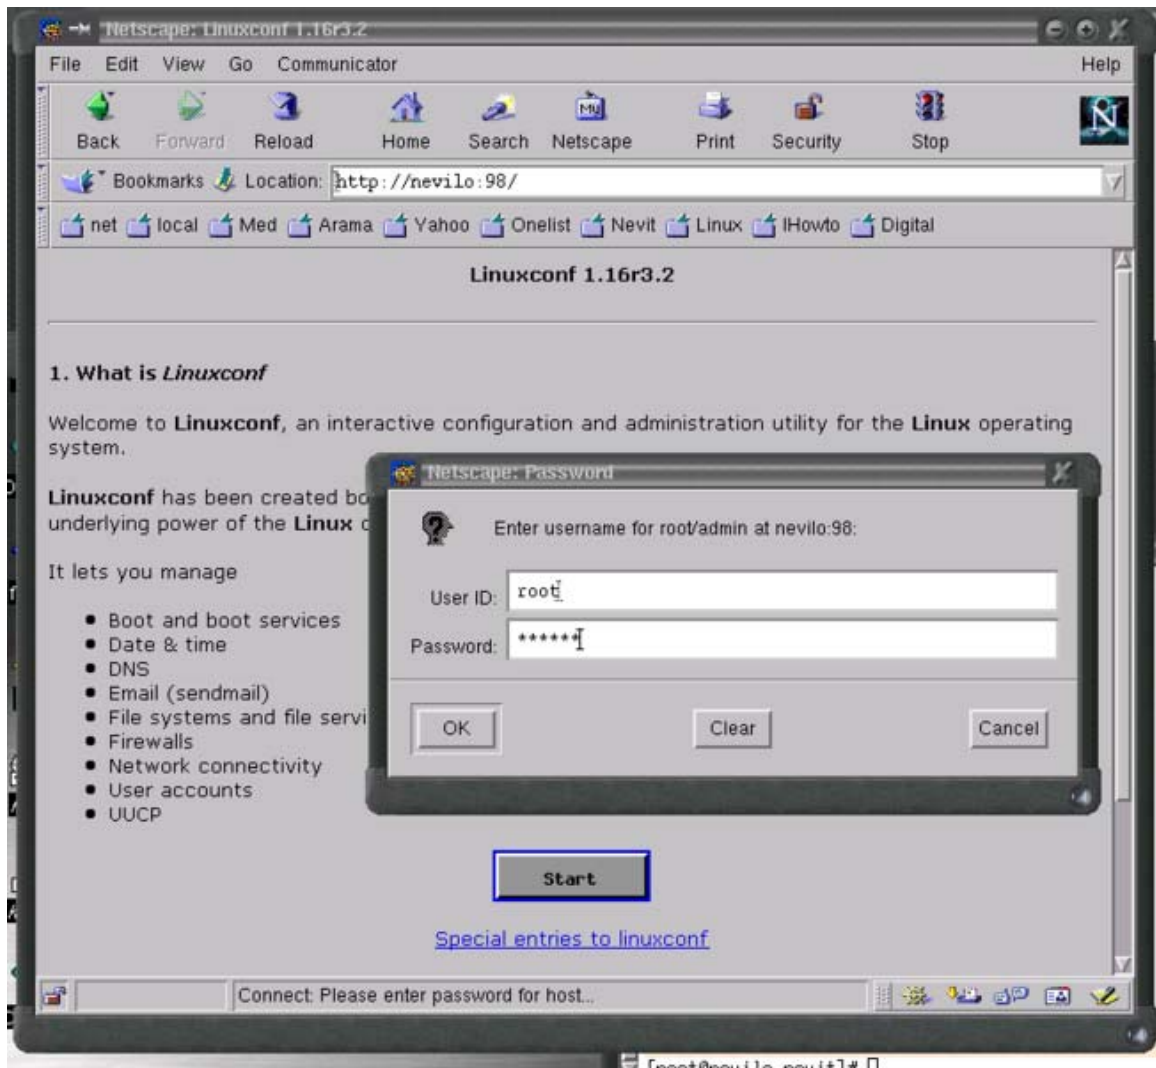 Netscape: Linuxconf 1.16r3.2
File Edit View Go Communicator Help
Back Forward Reload Home Search Netscape Print Security Stop
My
N
Bookmarks Location: http://nevilo:98/
net local Med Arama Yahoo Onelist Nevit Linux IHowto Digital
Linuxconf 1.16r3.2
1. What is Linuxconf
Welcome to Linuxconf, an interactive configuration and administration utility for the Linux operating
system.
Linuxconf has been created bo
underlying power of the Linux
It lets you manage
Boot and boot services
Date & time
DNS
Email (sendmail)
File systems and file servi
Firewalls
Network connectivity
User accounts
UUCP
Netscape: Password
Enter username for root/admin at nevilo:98:
User ID: root
Password: ******
OK Clear Cancel
Start
Special entries to linuxconf
Connect: Please enter password for host...
[root@nevilo nevit]#